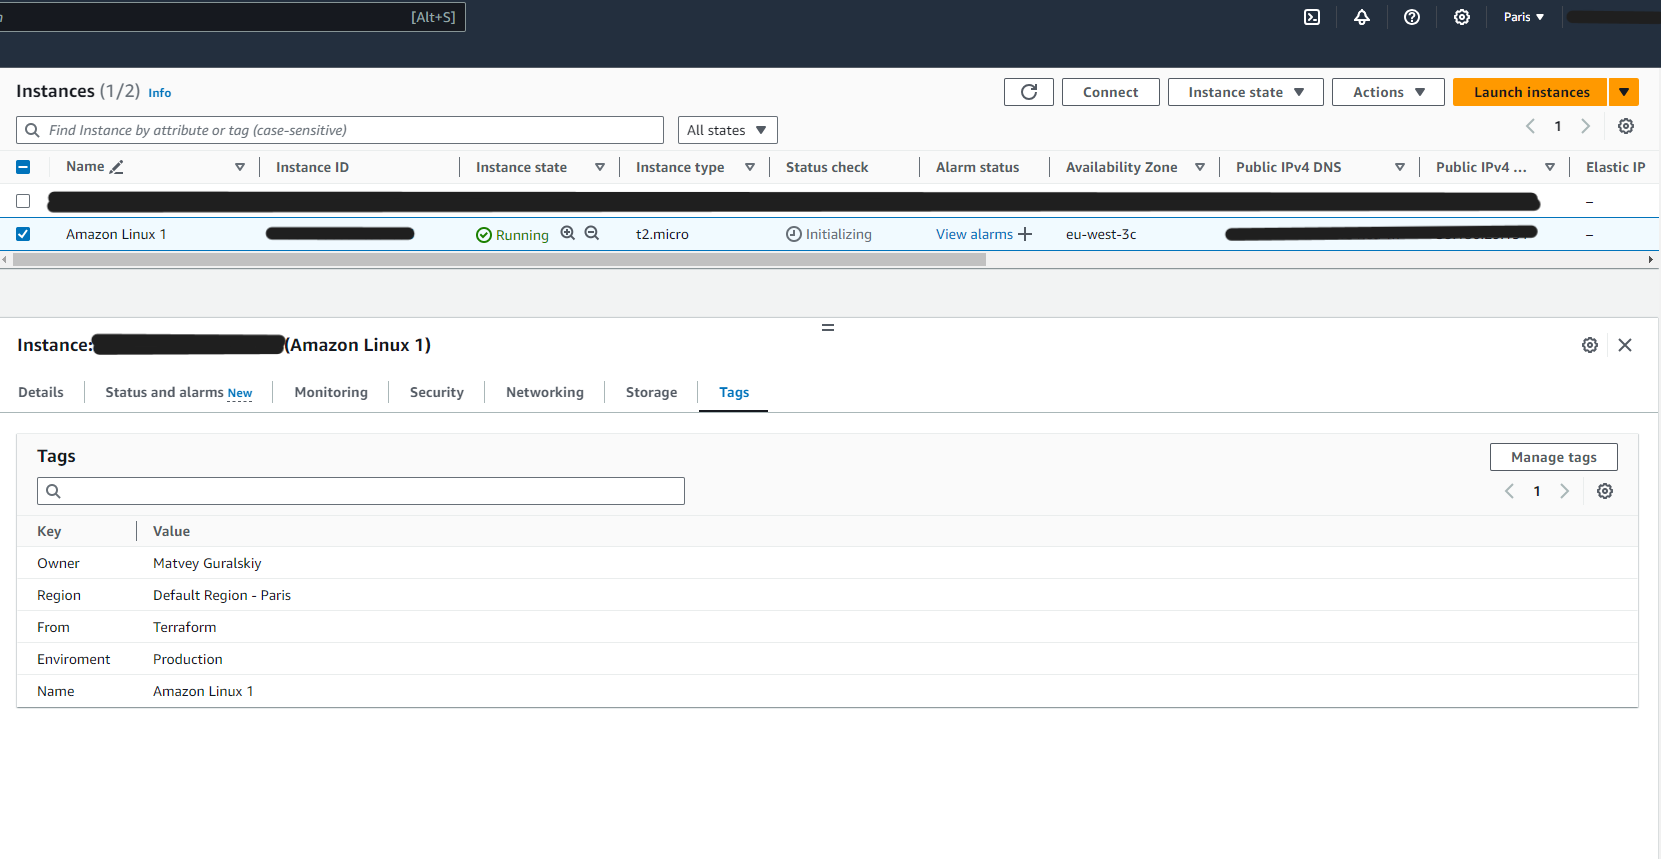 [Alt+S] Paris
Instances (1/2) Info Connect Instance state Actions Launch instances
Find Instance by attribute or tag (case-sensitive) All states 1
Name Instance ID Instance state Instance type Status check Alarm status Availability Zone Public IPv4 DNS Public IPv4 ... Elastic IP
–
Amazon Linux 1 Running t2.micro Initializing View alarms + eu-west-3c –
Instance: (Amazon Linux 1)
Details Status and alarms New Monitoring Security Networking Storage Tags
Tags Manage tags
1
Key Value
Owner Matvey Guralskiy
Region Default Region - Paris
From Terraform
Enviroment Production
Name Amazon Linux 1